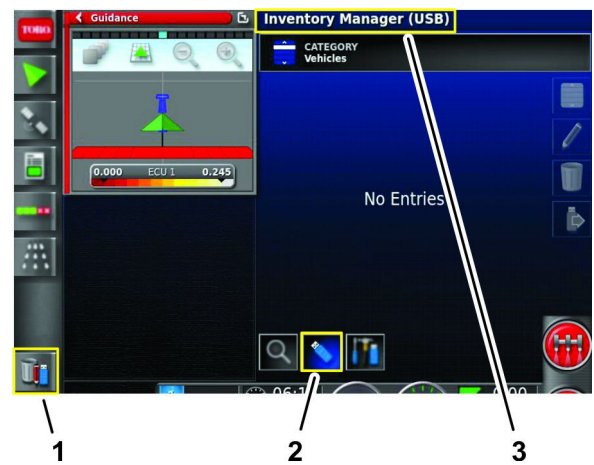 TORO
Guidance
Inventory Manager (USB)
CATEGORY
Vehicles
0.000 ECU 1 0.245
No Entries
1
2
3